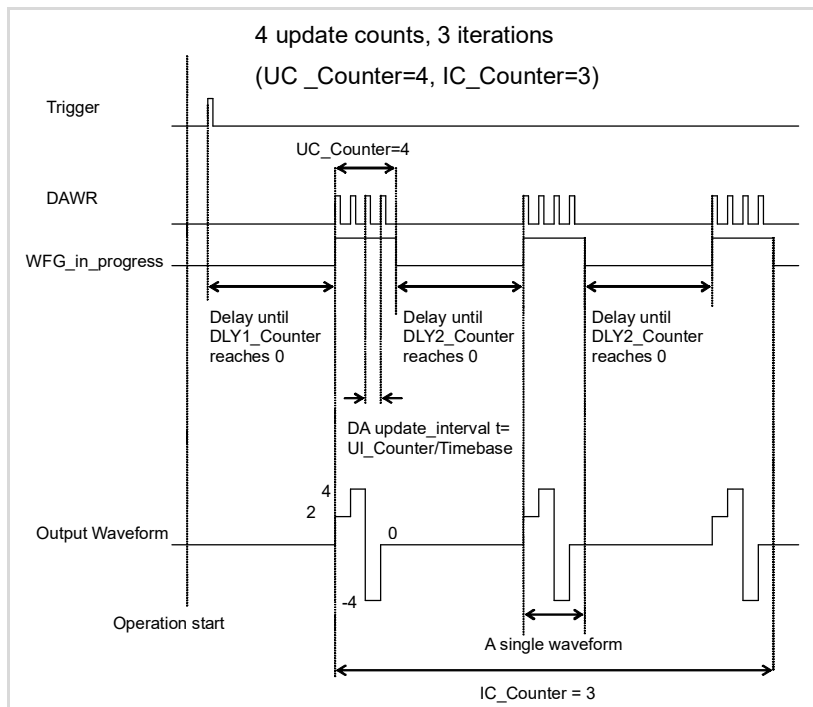 4 update counts, 3 iterations
(UC _Counter=4, IC_Counter=3)
Trigger
UC_Counter=4
DAWR
WFG_in_progress
Delay until
DLY1_Counter
reaches 0
Delay until
DLY2_Counter
reaches 0
Delay until
DLY2_Counter
reaches 0
DA update_interval t=
UI_Counter/Timebase
4
2
Output Waveform
0
-4
Operation start
A single waveform
IC_Counter = 3